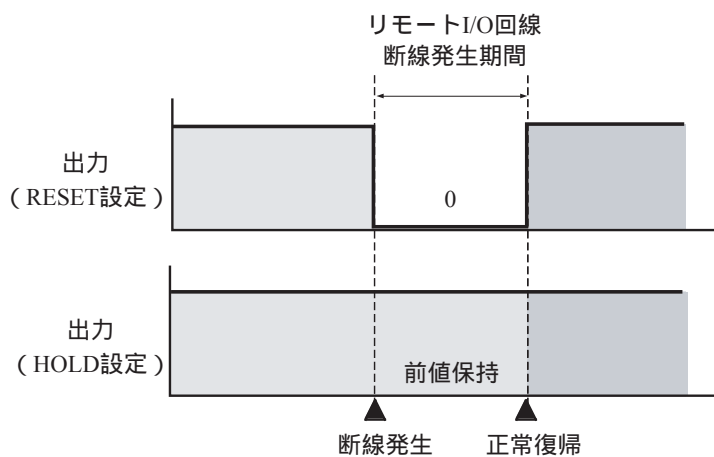 リモートI/O回線
断線発生期間
出力
（RESET設定）
0
出力
（HOLD設定）
前値保持
断線発生
正常復帰